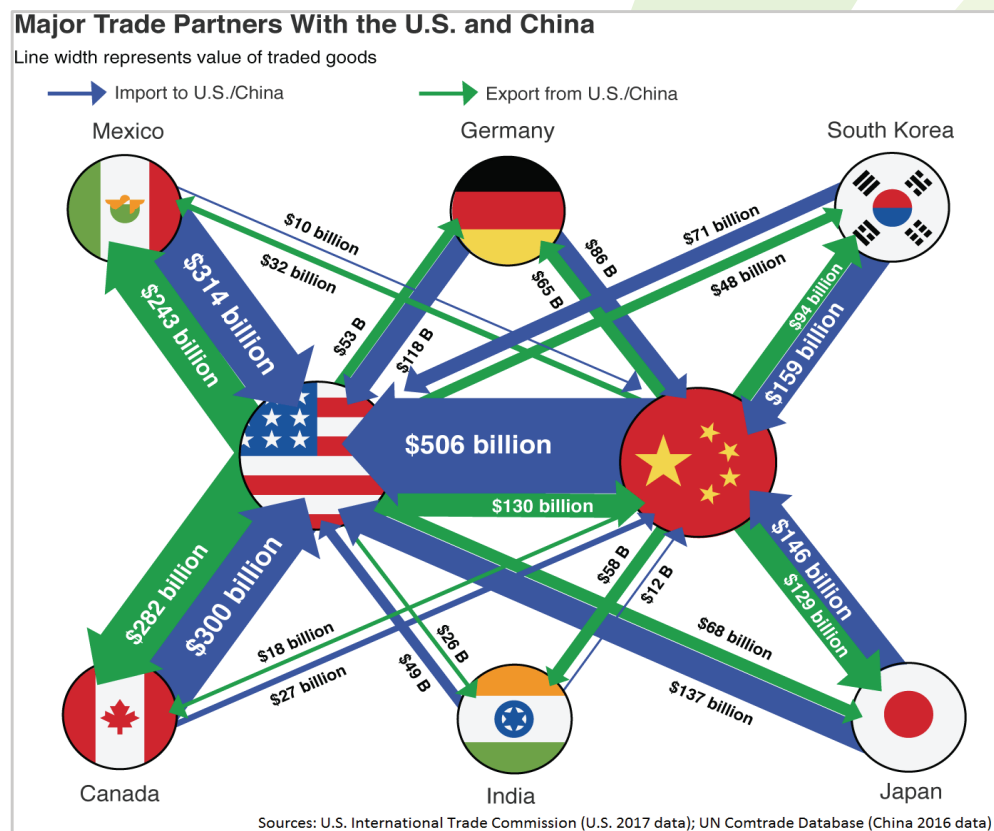 Major Trade Partners With the U.S. and China
Line width represents value of traded goods
Import to U.S./China
Export from U.S./China
Mexico
Germany
South Korea
$10 billion
$32 billion
$314 billion
$243 billion
$53 B
$118 B
$86 B
$65 B
$71 billion
$48 billion
$94 billion
$159 billion
$506 billion
$130 billion
$282 billion
$300 billion
$18 billion
$27 billion
$26 B
$49 B
$58 B
$12 B
$146 billion
$129 billion
$68 billion
$137 billion
Canada
India
Japan
Sources: U.S. International Trade Commission (U.S. 2017 data); UN Comtrade Database (China 2016 data)